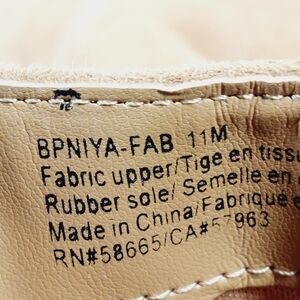 BPNIYA-FAB 11M
Fabric upper/Tige en tissu
Rubber sole/ Semelle en
Made in China/Fabriqué e
RN#58665/CA#57963